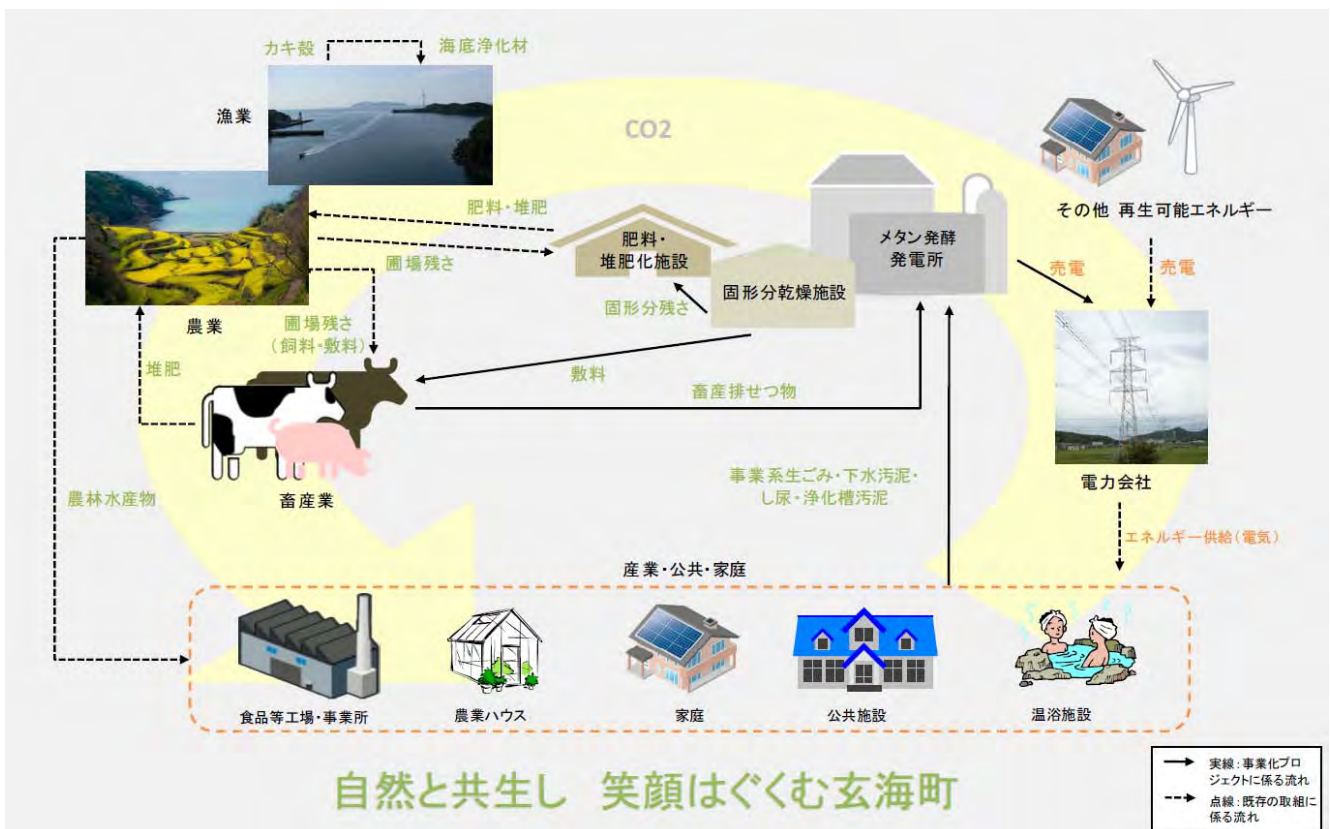 カキ殻
海底浄化材
漁業
CO2
その他 再生可能エネルギー
肥料・堆肥
肥料・
堆肥化施設
メタン発酵
発電所
売電
売電
圃場残さ
固形分乾燥施設
固形分残さ
農業
圃場残さ
(飼料・敷料)
堆肥
敷料
畜産排せつ物
畜産業
電力会社
農林水産物
事業系生ごみ・下水汚泥・
し尿・浄化槽汚泥
エネルギー供給(電気)
産業・公共・家庭
食品等工場・事業所
農業ハウス
家庭
公共施設
温浴施設
自然と共生し 笑顔はぐくむ玄海町
実線:事業化プロ
ジェクトに係る流れ
点線:既存の取組に
係る流れ